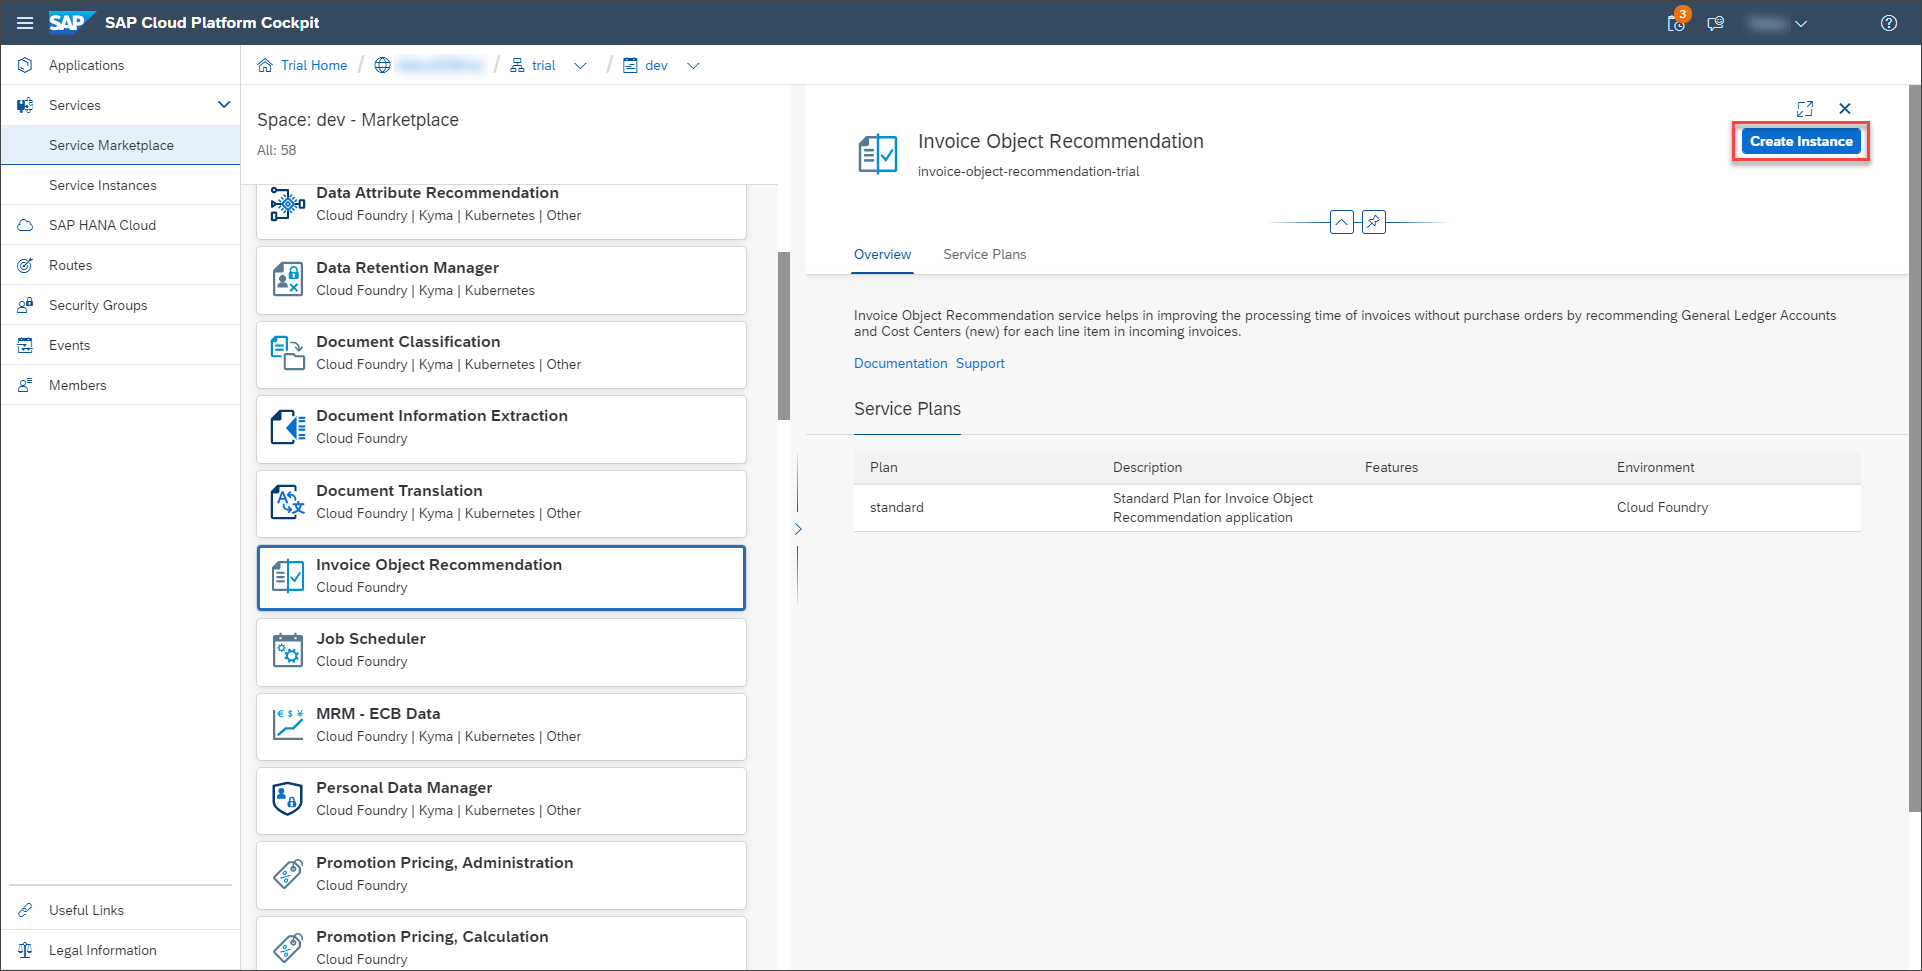 SAP SAP Cloud Platform Cockpit
3
Applications
Services
Service Marketplace
Service Instances
SAP HANA Cloud
Routes
Security Groups
Events
Members
Useful Links
Legal Information
Trial Home / / trial / dev
Space: dev - Marketplace
All: 58
Data Attribute Recommendation
Cloud Foundry | Kyma | Kubernetes | Other
Data Retention Manager
Cloud Foundry | Kyma | Kubernetes
Document Classification
Cloud Foundry | Kyma | Kubernetes | Other
Document Information Extraction
Cloud Foundry
Document Translation
Cloud Foundry | Kyma | Kubernetes | Other
Invoice Object Recommendation
Cloud Foundry
Job Scheduler
Cloud Foundry
MRM - ECB Data
Cloud Foundry | Kyma | Kubernetes | Other
Personal Data Manager
Cloud Foundry | Kyma | Kubernetes | Other
Promotion Pricing, Administration
Cloud Foundry
Promotion Pricing, Calculation
Cloud Foundry
Invoice Object Recommendation
invoice-object-recommendation-trial
Create Instance
Overview Service Plans
Invoice Object Recommendation service helps in improving the processing time of invoices without purchase orders by recommending General Ledger Accounts
and Cost Centers (new) for each line item in incoming invoices.
Documentation Support
Service Plans
Plan Description Features Environment
standard Standard Plan for Invoice Object Cloud Foundry
Recommendation application